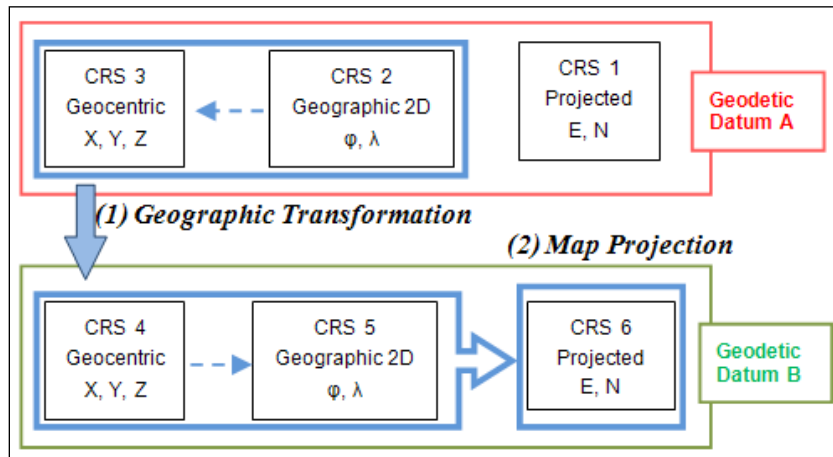 CRS 3
Geocentric
X, Y, Z
CRS 2
Geographic 2D
φ, λ
CRS 1
Projected
E, N
Geodetic
Datum A
(1) Geographic Transformation
(2) Map Projection
CRS 4
Geocentric
X, Y, Z
CRS 5
Geographic 2D
φ, λ
CRS 6
Projected
E, N
Geodetic
Datum B